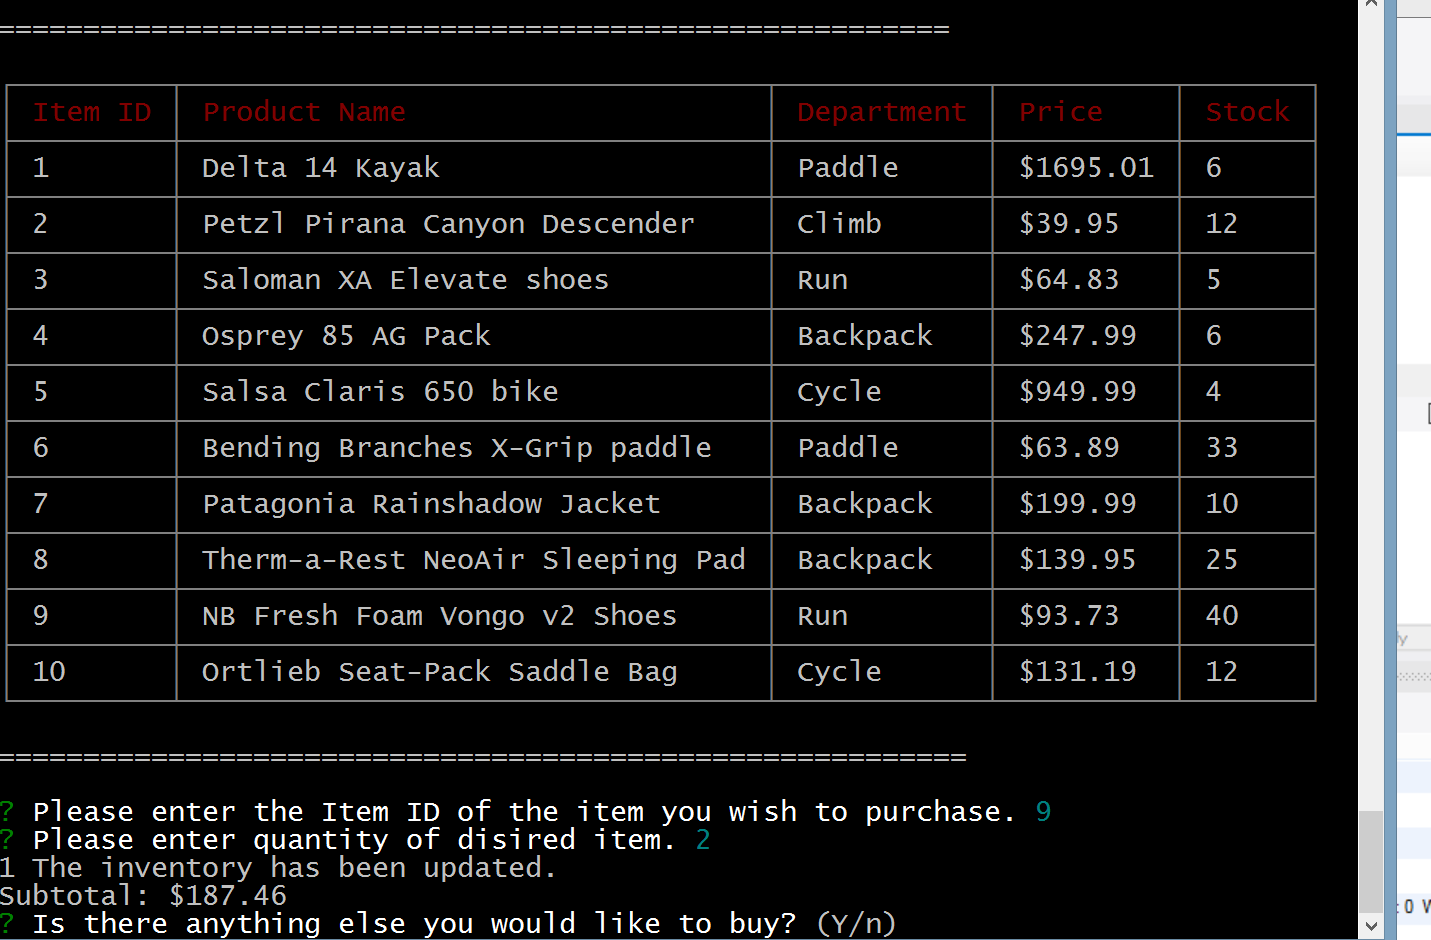 =========================================================
Item ID Product Name Department Price Stock
1 Delta 14 Kayak Paddle $1695.01 6
2 Petzl Pirana Canyon Descender Climb $39.95 12
3 Saloman XA Elevate shoes Run $64.83 5
4 Osprey 85 AG Pack Backpack $247.99 6
5 Salsa Claris 650 bike Cycle $949.99 4
6 Bending Branches X-Grip paddle Paddle $63.89 33
7 Patagonia Rainshadow Jacket Backpack $199.99 10
8 Therm-a-Rest NeoAir Sleeping Pad Backpack $139.95 25
9 NB Fresh Foam Vongo v2 Shoes Run $93.73 40
10 Ortlieb Seat-Pack Saddle Bag Cycle $131.19 12
==========================================================
? Please enter the Item ID of the item you wish to purchase. 9
? Please enter quantity of disired item. 2
1 The inventory has been updated.
Subtotal: $187.46
? Is there anything else you would like to buy? (Y/n)